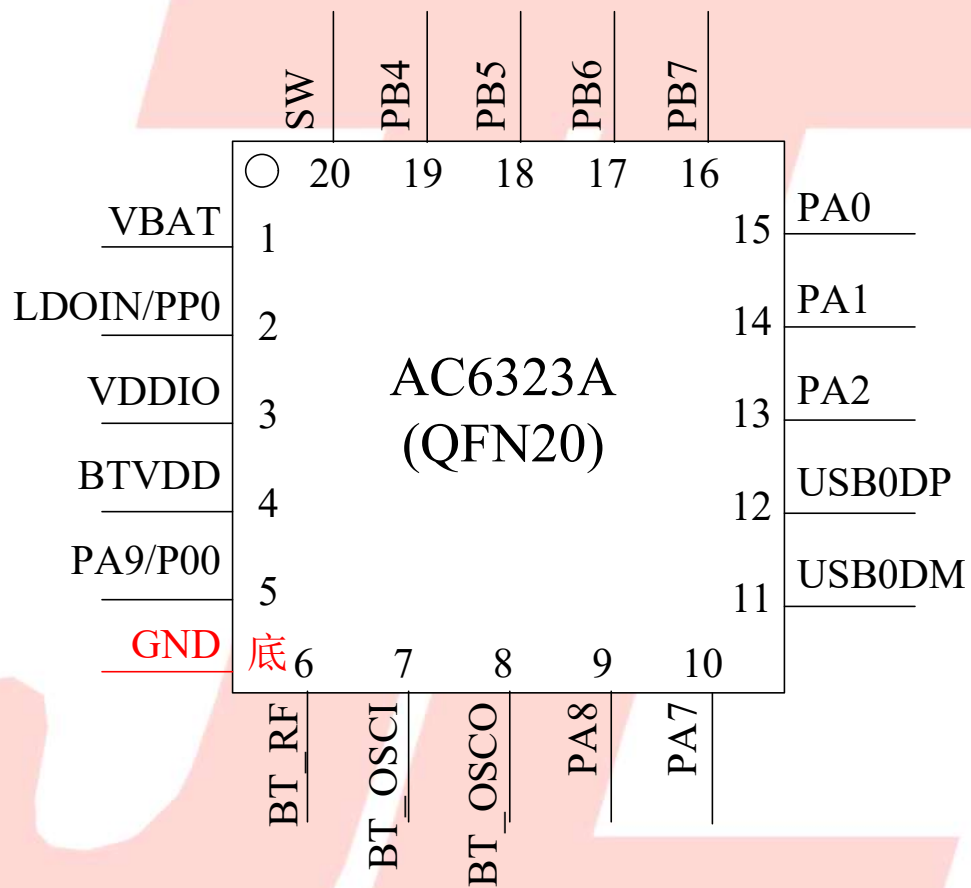 SW
PB4
PB5
PB6
PB7
20
19
18
17
16
VBAT 1
LDOIN/PP0 2
VDDIO 3
BTVDD 4
PA9/P00 5
GND 底
AC6323A
(QFN20)
15 PA0
14 PA1
13 PA2
12 USB0DP
11 USB0DM
6
7
8
9
10
BT_RF
BT_OSCI
BT_OSCO
PA8
PA7